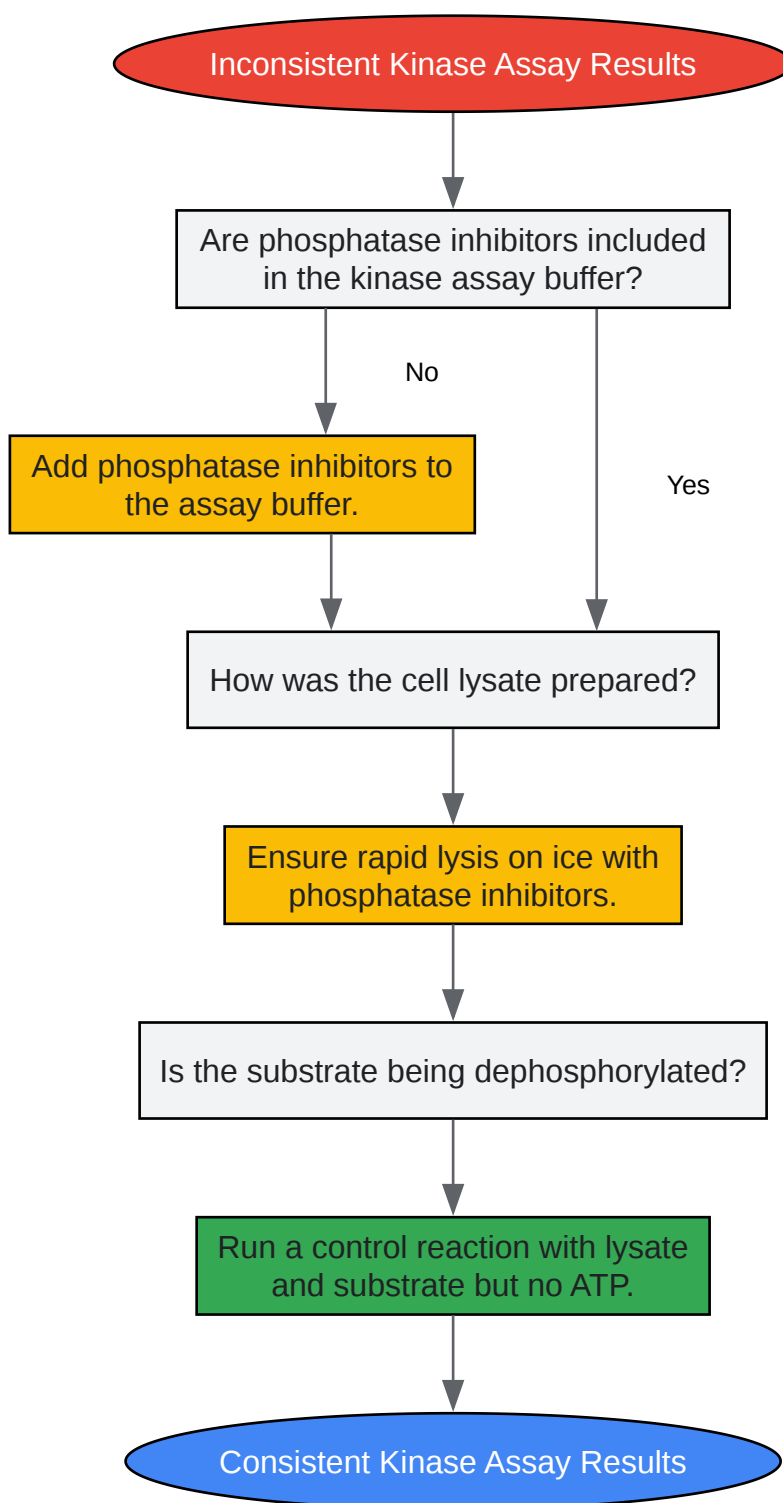 Inconsistent Kinase Assay Results
Are phosphatase inhibitors included
in the kinase assay buffer?
No
Add phosphatase inhibitors to
the assay buffer.
Yes
How was the cell lysate prepared?
Ensure rapid lysis on ice with
phosphatase inhibitors.
Is the substrate being dephosphorylated?
Run a control reaction with lysate
and substrate but no ATP.
Consistent Kinase Assay Results